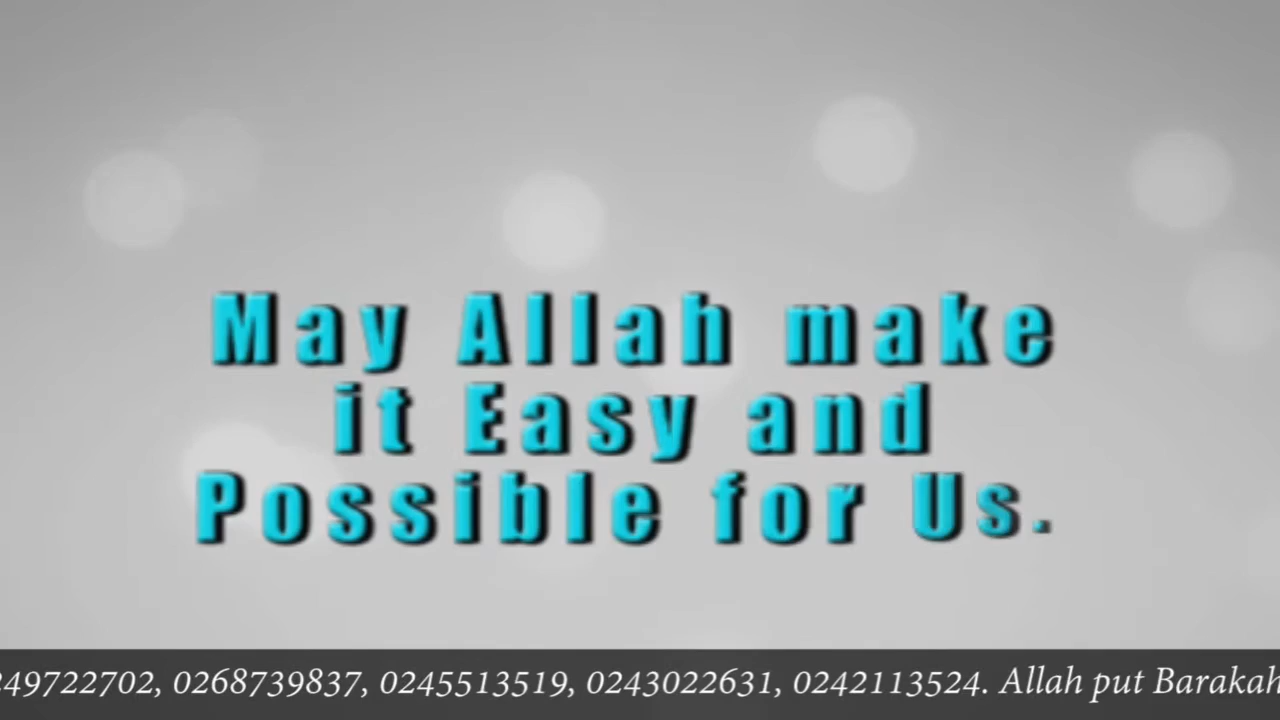 May Allah make
it Easy and
Possible for Us.
249722702, 0268739837, 0245513519, 0243022631, 0242113524. Allah put Barakah